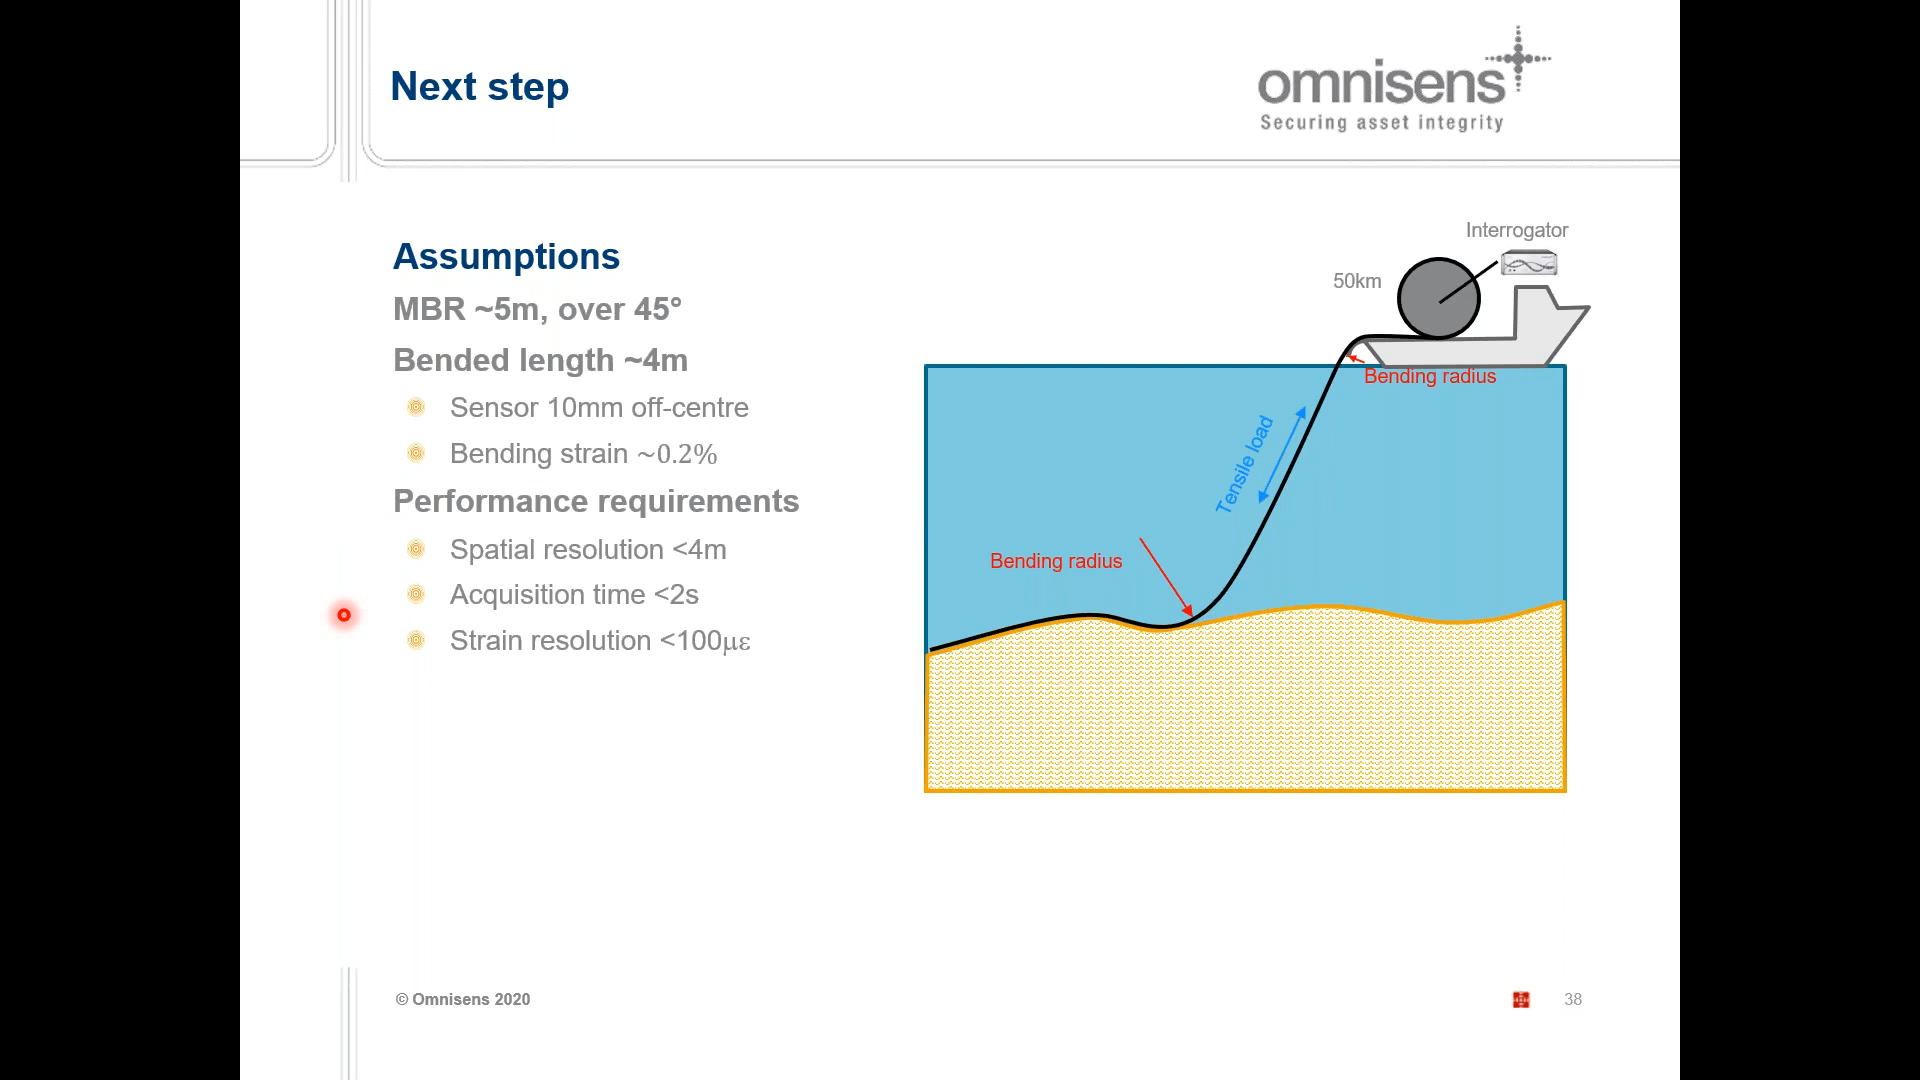 Next step
omnisens
Securing asset integrity
Assumptions
MBR ~5m, over 45°
Bended length ~4m
Sensor 10mm off-centre
Bending strain ~0.2%
Performance requirements
Spatial resolution <4m
Acquisition time <2s
Strain resolution <100με
Interrogator
50km
Bending radius
Tensile load
Bending radius
© Omnisens 2020
38